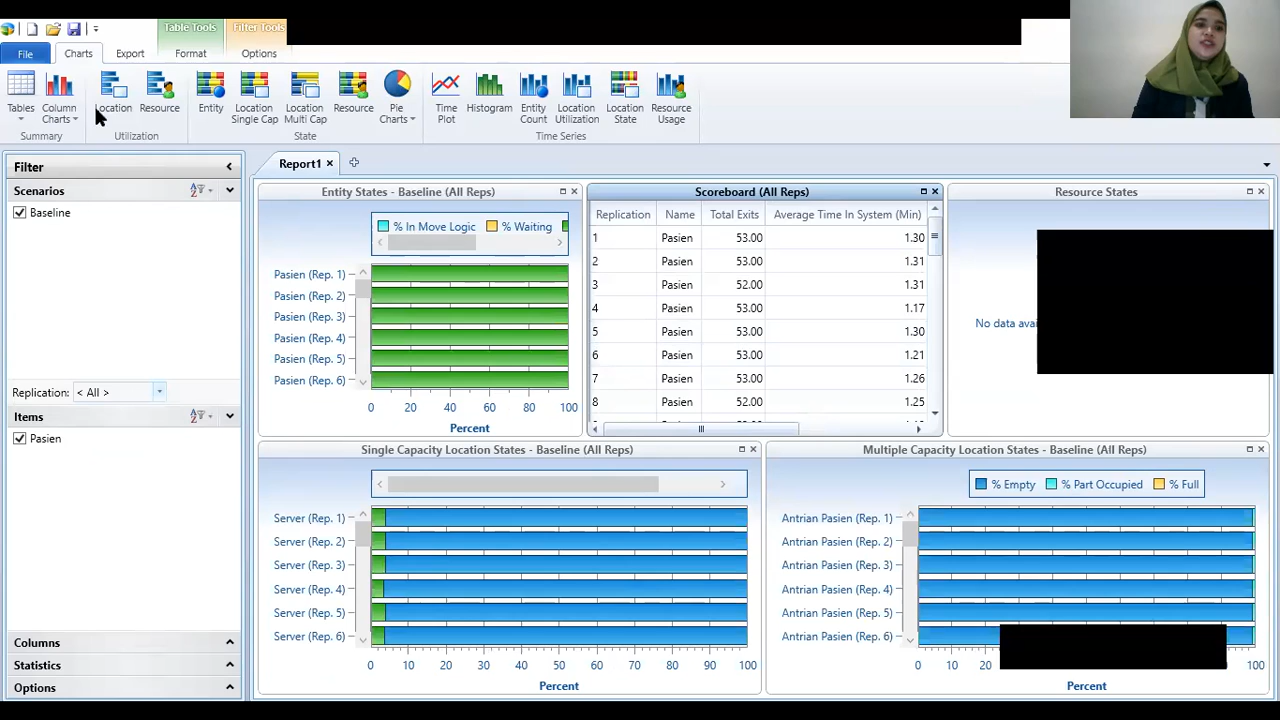 Table Tools Filter Tools
File Charts Export Format Options
Tables Column Charts Location Resource Entity Location Single Cap Location Multi Cap Resource Pie Charts Time Plot Histogram Entity Count Location Utilization Location State Resource Usage
Summary Utilization State Time Series
Filter
Scenarios
Baseline
Replication: < All >
Items
Pasien
Columns
Statistics
Options
Report1
Entity States - Baseline (All Reps)
% In Move Logic % Waiting
Pasien (Rep. 1)
Pasien (Rep. 2)
Pasien (Rep. 3)
Pasien (Rep. 4)
Pasien (Rep. 5)
Pasien (Rep. 6)
0 20 40 60 80 100
Percent
Scoreboard (All Reps)
Replication Name Total Exits Average Time In System (Min)
1 Pasien 53.00 1.30
2 Pasien 53.00 1.31
3 Pasien 52.00 1.31
4 Pasien 53.00 1.17
5 Pasien 53.00 1.30
6 Pasien 53.00 1.21
7 Pasien 53.00 1.26
8 Pasien 52.00 1.25
Resource States
No data avai
Single Capacity Location States - Baseline (All Reps)
Server (Rep. 1)
Server (Rep. 2)
Server (Rep. 3)
Server (Rep. 4)
Server (Rep. 5)
Server (Rep. 6)
0 10 20 30 40 50 60 70 80 90 100
Percent
Multiple Capacity Location States - Baseline (All Reps)
% Empty % Part Occupied % Full
Antrian Pasien (Rep. 1)
Antrian Pasien (Rep. 2)
Antrian Pasien (Rep. 3)
Antrian Pasien (Rep. 4)
Antrian Pasien (Rep. 5)
Antrian Pasien (Rep. 6)
0 10 20 100
Percent